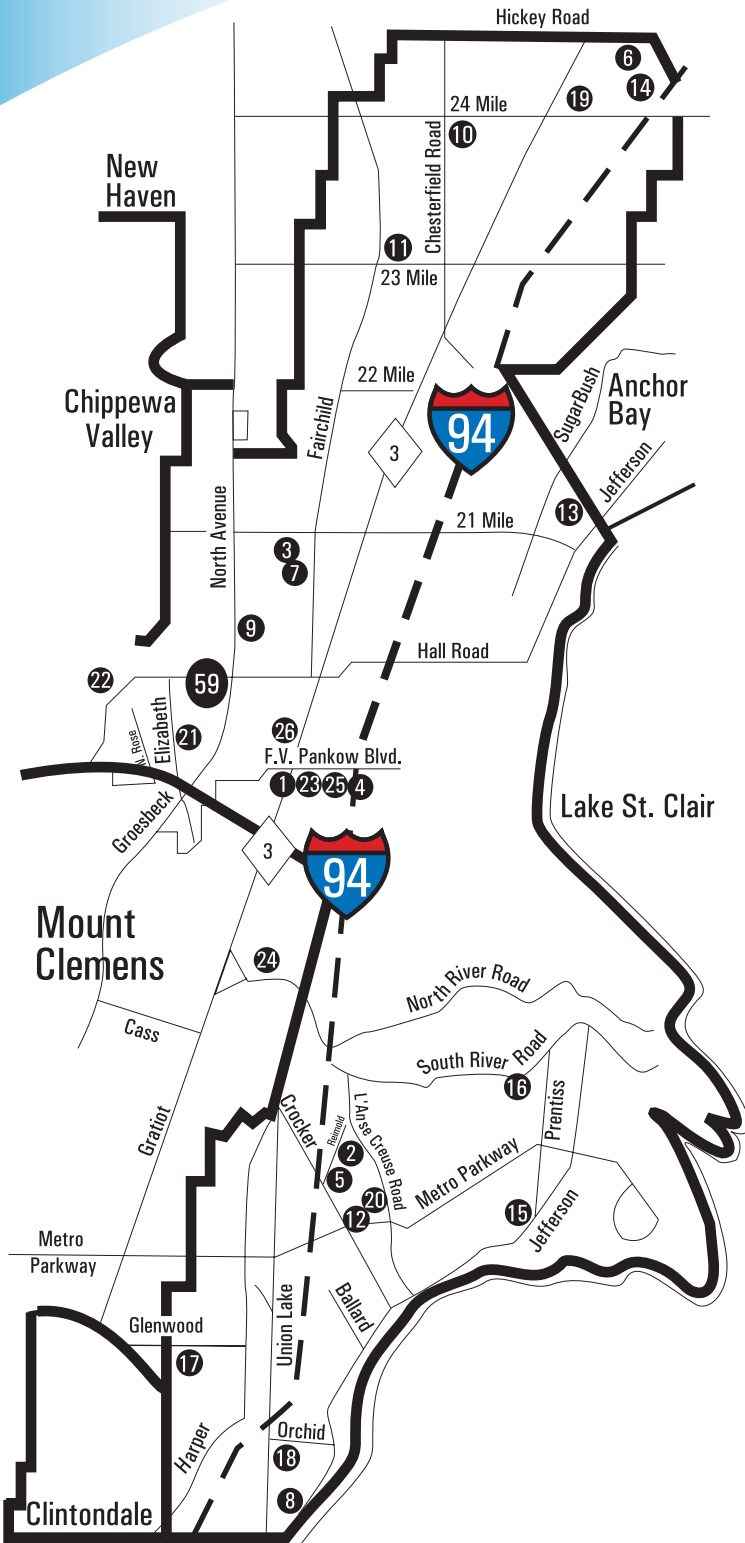 Hickey Road
6
14
19
24 Mile
10
Chesterfield Road
New
Haven
11
23 Mile
22 Mile
Chippewa
Valley
Fairchild
94
SugarBush
Anchor
Bay
3
Jefferson
13
North Avenue
21 Mile
3
7
9
Hall Road
22
59
N. Rose
Elizabeth
21
26
F.V. Pankow Blvd.
1
23
25
4
Groesbeck
Lake St. Clair
3
94
Mount
Clemens
24
North River Road
Cass
South River Road
16
Gratiot
Crocker
Reimold
L'Anse Creuse Road
Prentiss
2
5
20
12
Metro Parkway
15
Jefferson
Metro
Parkway
Union Lake
Ballard
Glenwood
17
Harper
Orchid
18
8
Clintondale